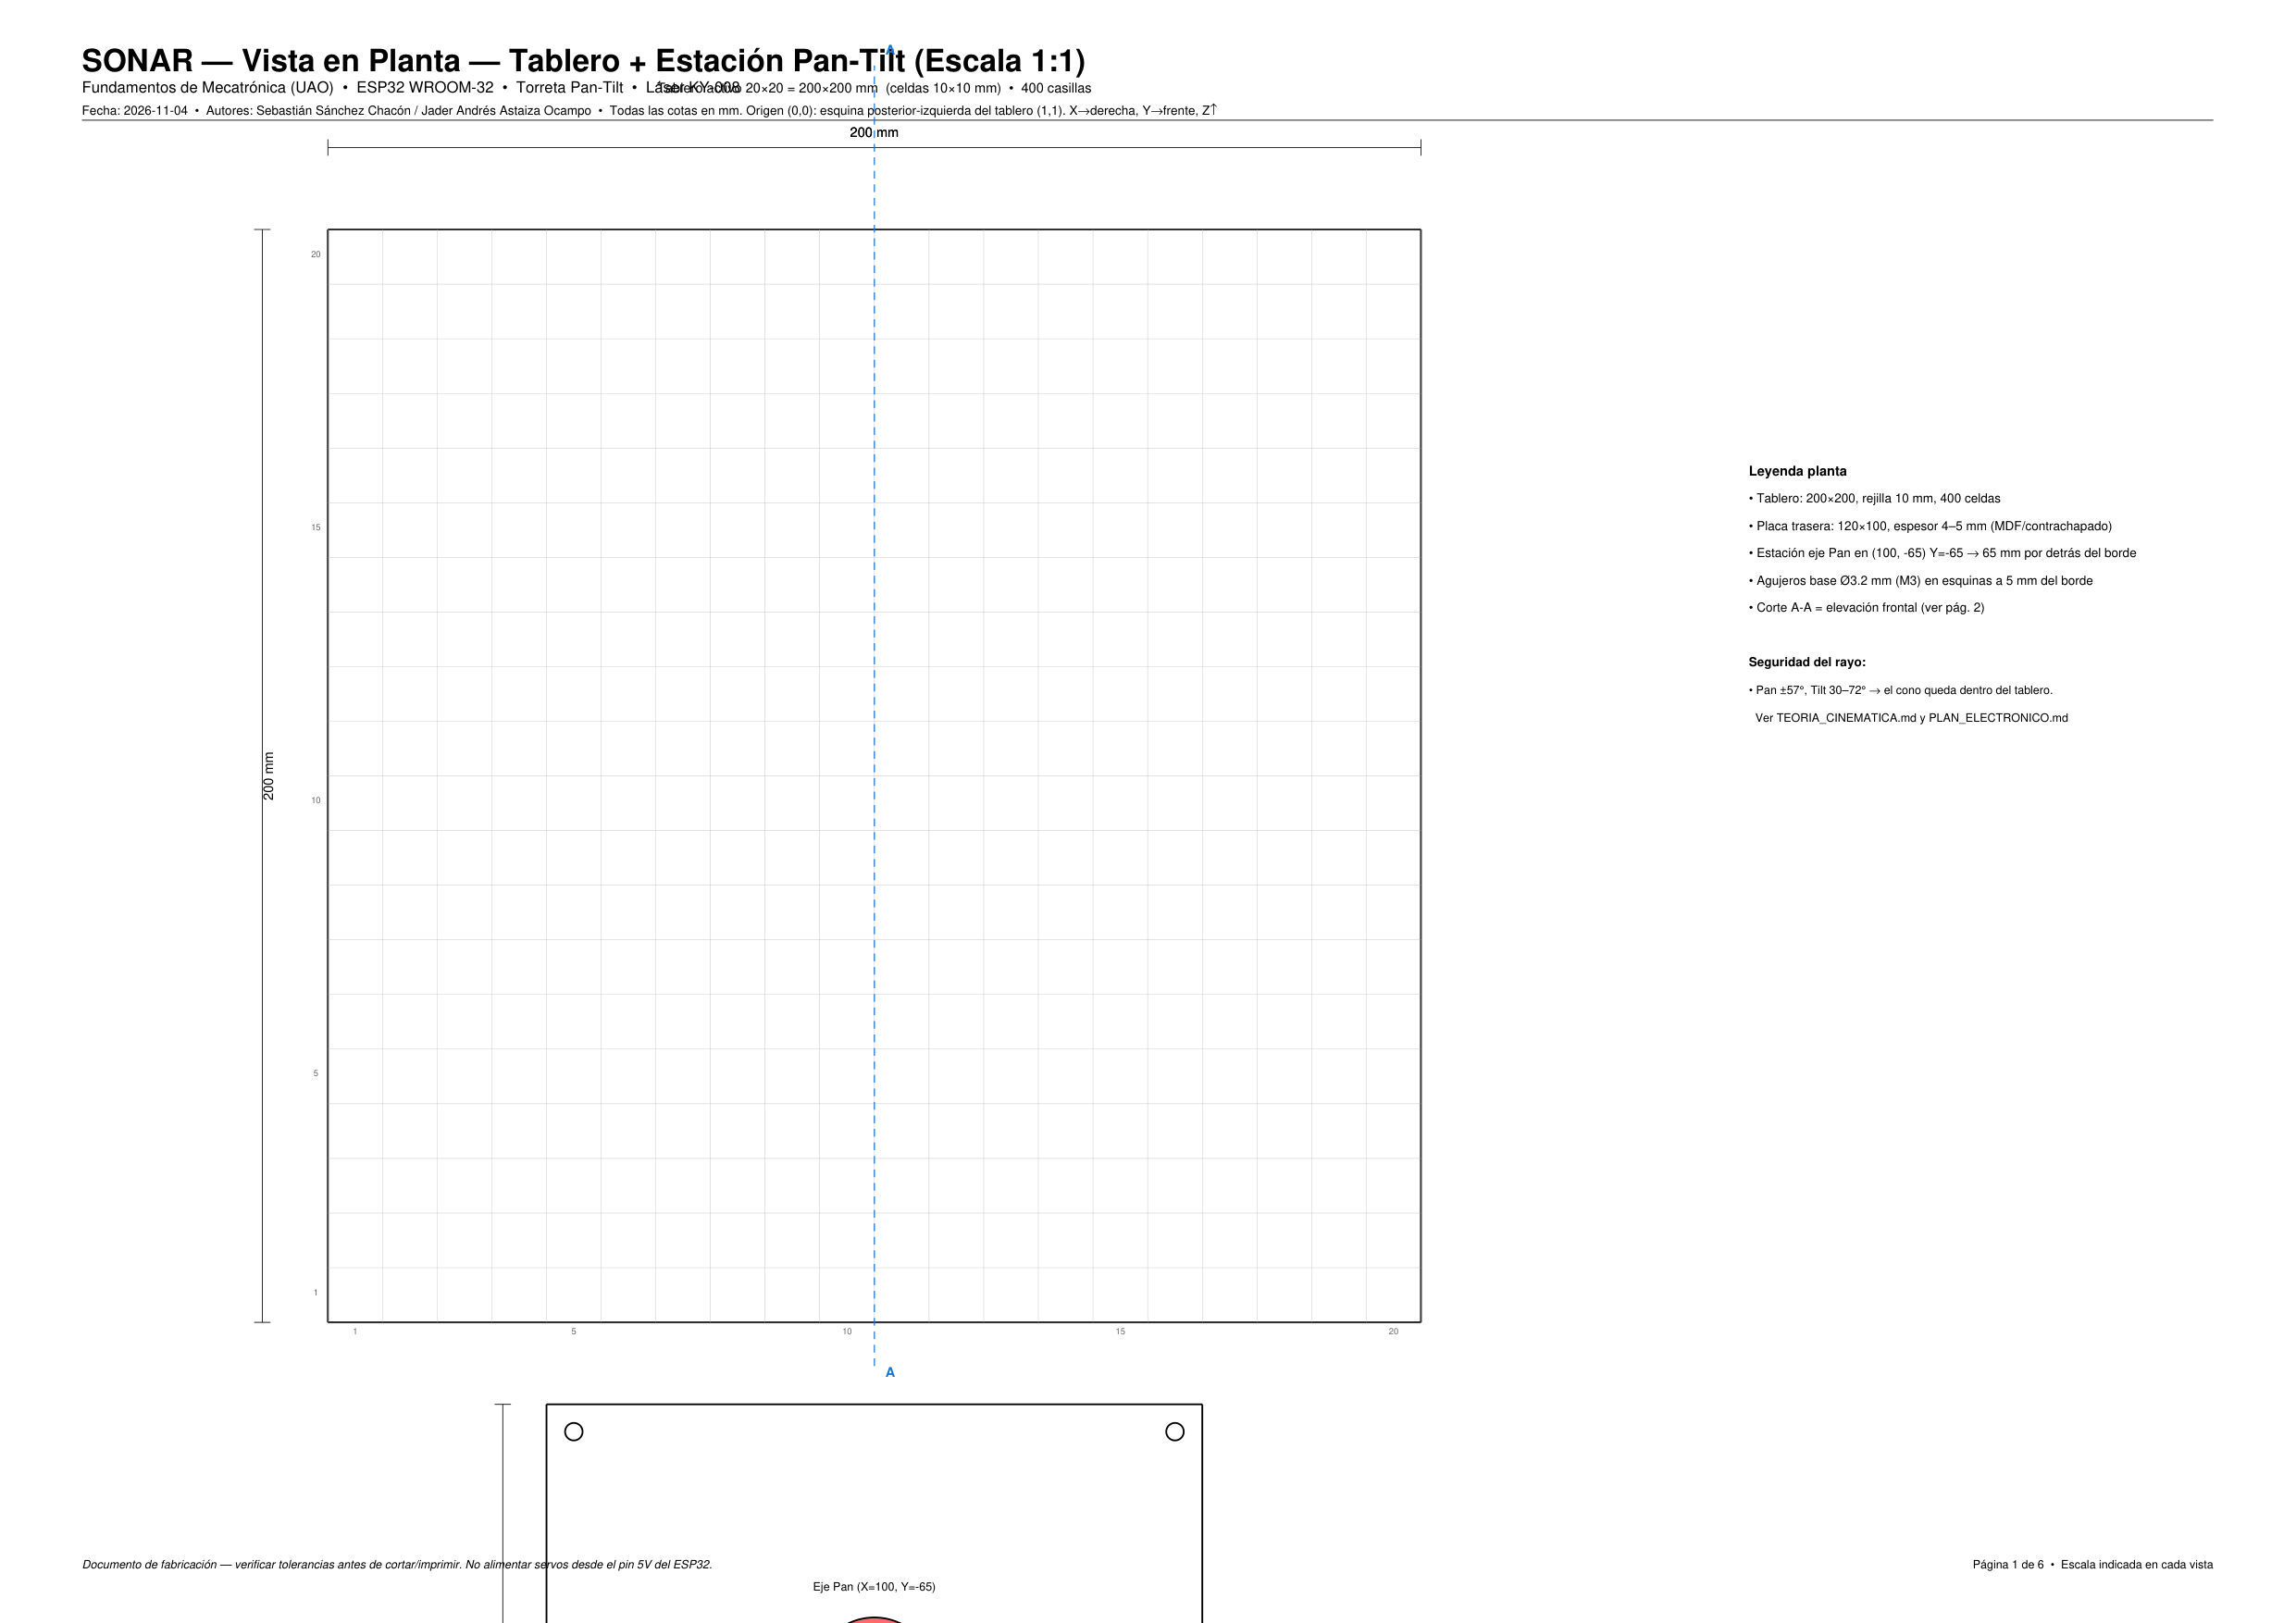 SONAR — Vista en Planta — Tablero + Estación Pan-Tilt (Escala 1:1)
A
Fundamentos de Mecatrónica (UAO) • ESP32 WROOM-32 • Torreta Pan-Tilt • Láser KY-008
Tablero activo 20×20 = 200×200 mm (celdas 10×10 mm) • 400 casillas
Fecha: 2026-11-04 • Autores: Sebastián Sánchez Chacón / Jader Andrés Astaiza Ocampo • Todas las cotas en mm. Origen (0,0): esquina posterior-izquierda del tablero (1,1). X→derecha, Y→frente, Z↑
200 mm
20
15
10
5
1
200 mm
1 5 10 15 20
A
Leyenda planta
• Tablero: 200×200, rejilla 10 mm, 400 celdas
• Placa trasera: 120×100, espesor 4–5 mm (MDF/contrachapado)
• Estación eje Pan en (100, -65) Y=-65 → 65 mm por detrás del borde
• Agujeros base Ø3.2 mm (M3) en esquinas a 5 mm del borde
• Corte A-A = elevación frontal (ver pág. 2)
Seguridad del rayo:
• Pan ±57°, Tilt 30–72° → el cono queda dentro del tablero.
Ver TEORIA_CINEMATICA.md y PLAN_ELECTRONICO.md
Documento de fabricación — verificar tolerancias antes de cortar/imprimir. No alimentar servos desde el pin 5V del ESP32.
Página 1 de 6 • Escala indicada en cada vista
Eje Pan (X=100, Y=-65)